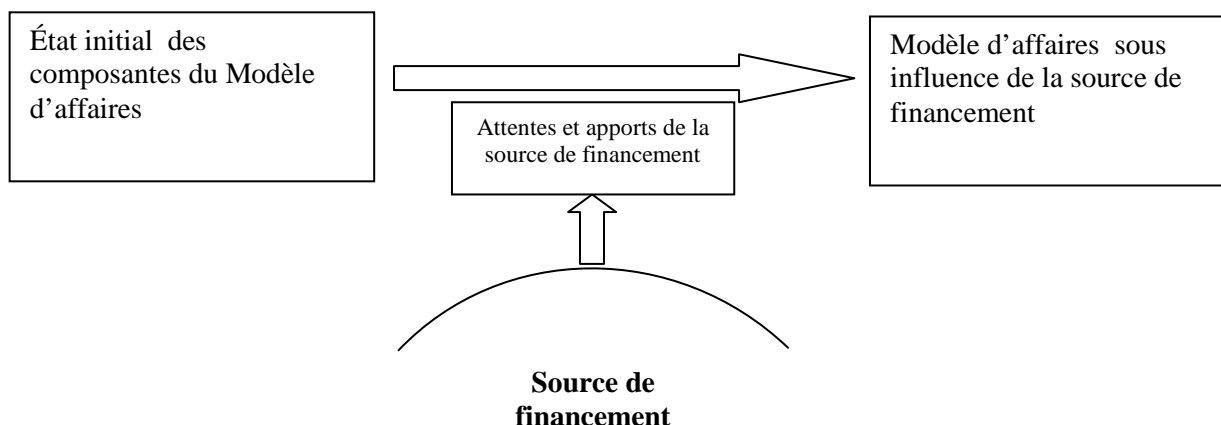 État initial des
composantes du Modèle
d’affaires
Modèle d’affaires sous
influence de la source de
financement
Attentes et apports de la
source de financement
Source de
financement